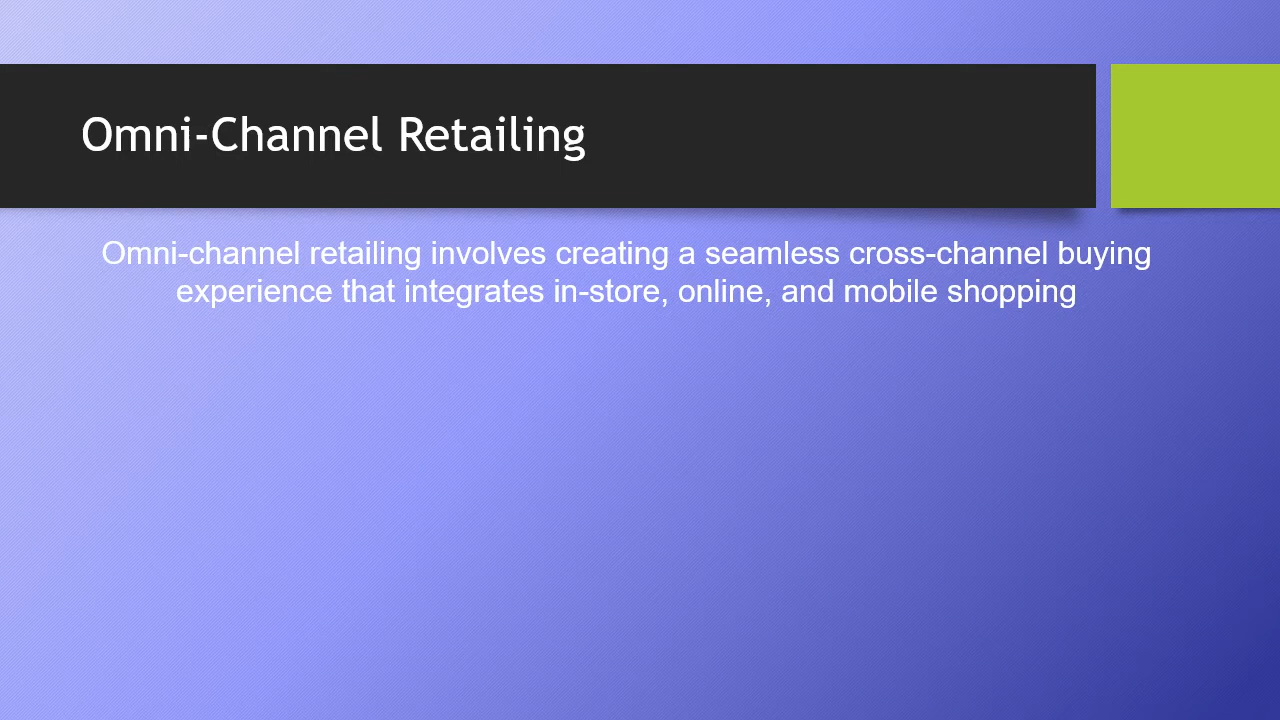 Omni-Channel Retailing
Omni-channel retailing involves creating a seamless cross-channel buying
experience that integrates in-store, online, and mobile shopping